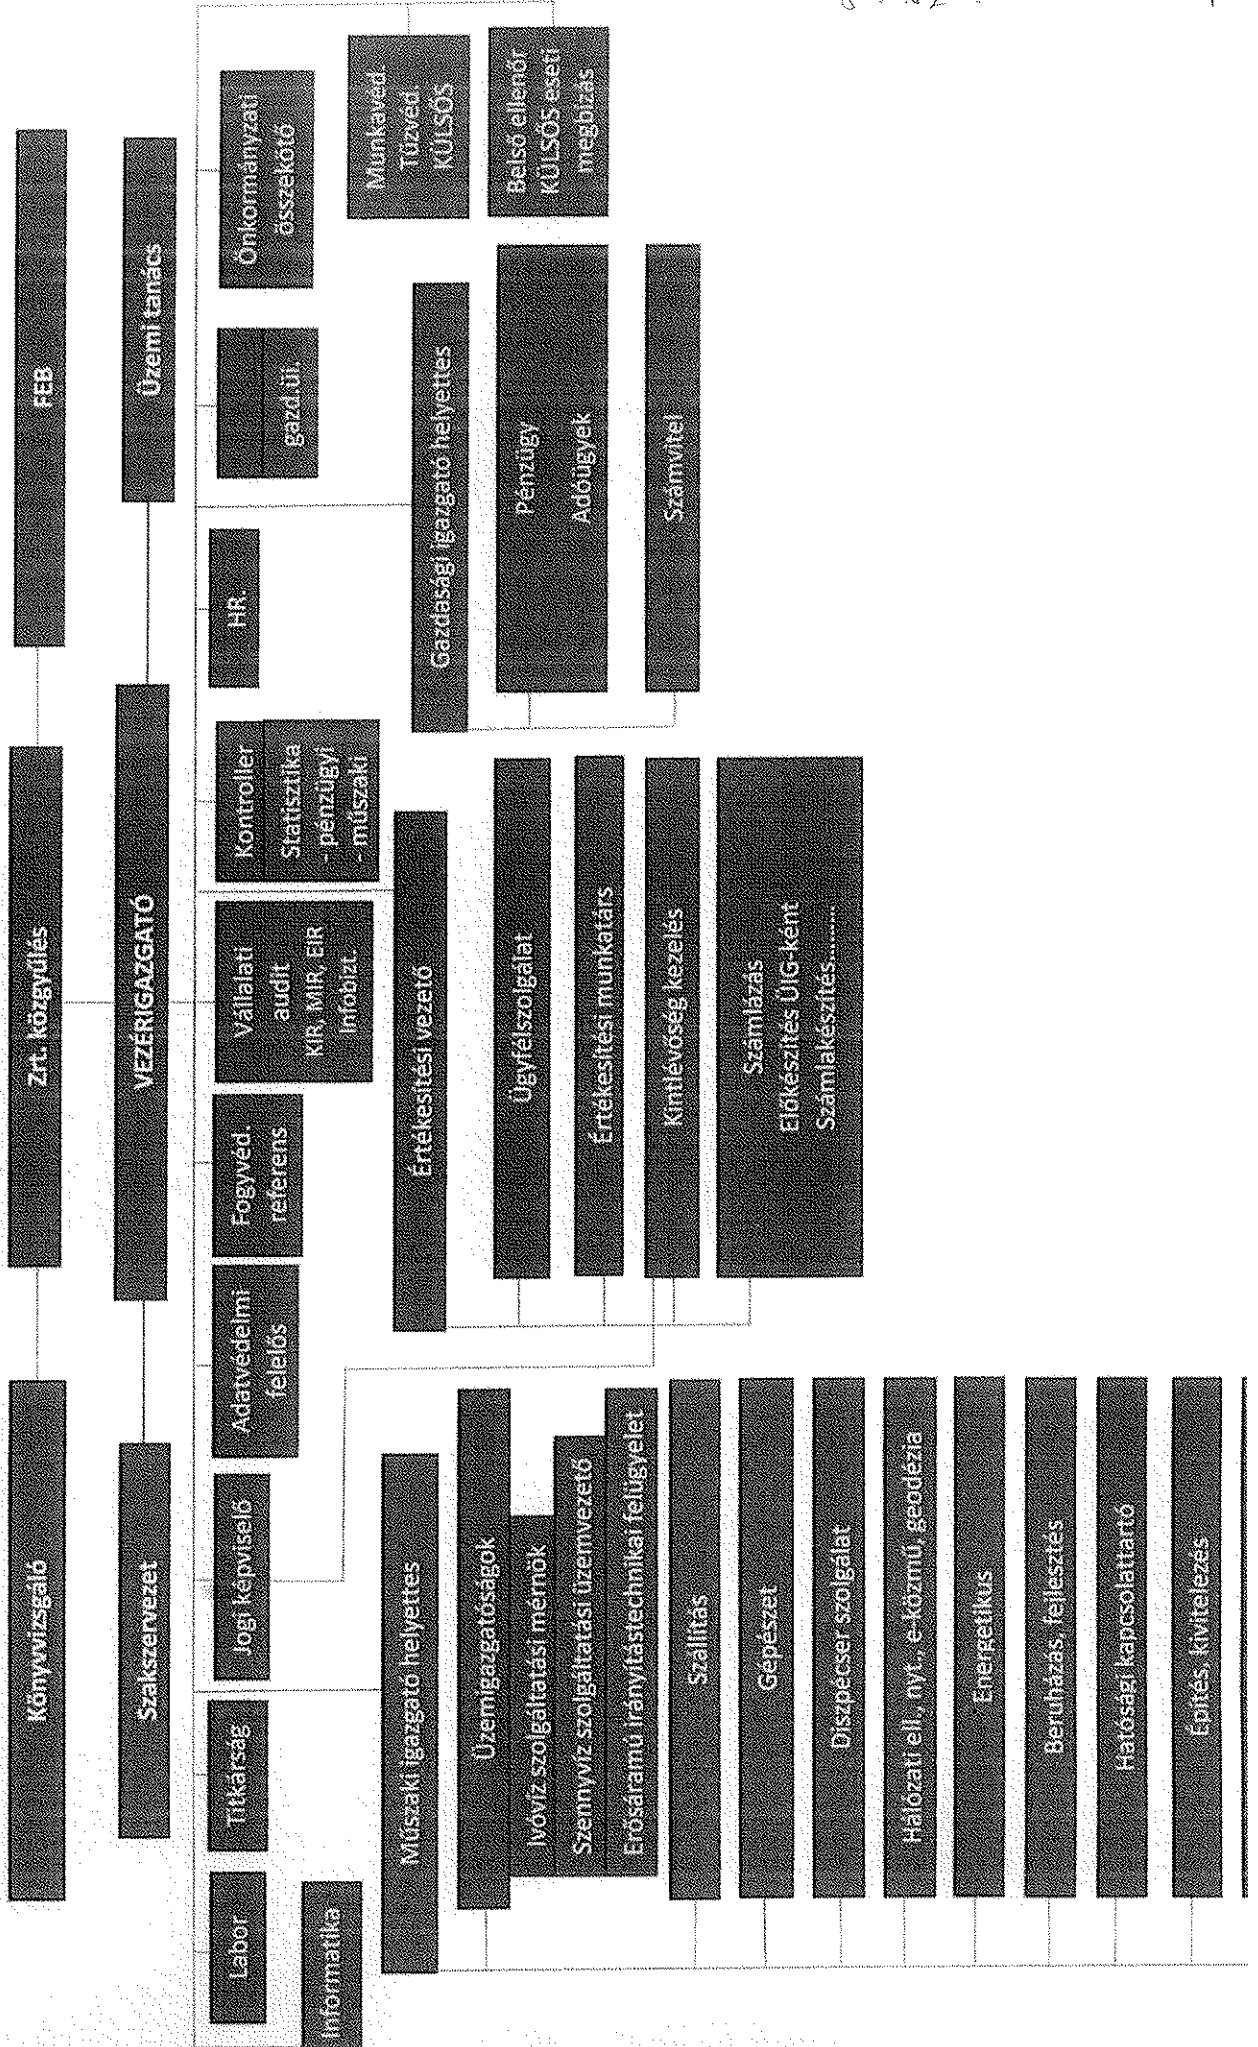 Könyvvizsgáló
Zrt. közgyűlés
FEB
Szakszervezet
VEZÉRIGAZGATÓ
Üzemi tanács
Labor
Titkárság
Jogi képviselő
Adatvédelmi
felelős
Fogyvéd.
referens
Vállalati
audit
KIR, MIR, EIR
Infobizt.
Kontroller
Statisztika
- pénzügyi
- műszaki
HR.
gazd.üi.
Önkormányzati
összekötő
Informatika
Munkavéd.
Tűzvéd.
KÜLSŐS
Belső ellenőr
KÜLSŐS eseti
megbízás
Műszaki igazgató helyettes
Üzemigazgatóságok
Ivóvíz szolgáltatási mérnök
Szennyvíz szolgáltatási üzemvezető
Erősáramú irányítástechnikai felügyelet
Szállítás
Gépészet
Diszpécser szolgálat
Hálózati ell., nyt., e-közmű, geodézia
Energetikus
Beruházás, fejlesztés
Hatósági kapcsolattartó
Építés, kivitelezés
Értékesítési vezető
Ügyfélszolgálat
Értékesítési munkatárs
Kintlévőség kezelés
Számlázás
Előkészítés ÜIG-ként
Számlakészítés..........
Gazdasági igazgató helyettes
Pénzügy
Adóügyek
Számvitel